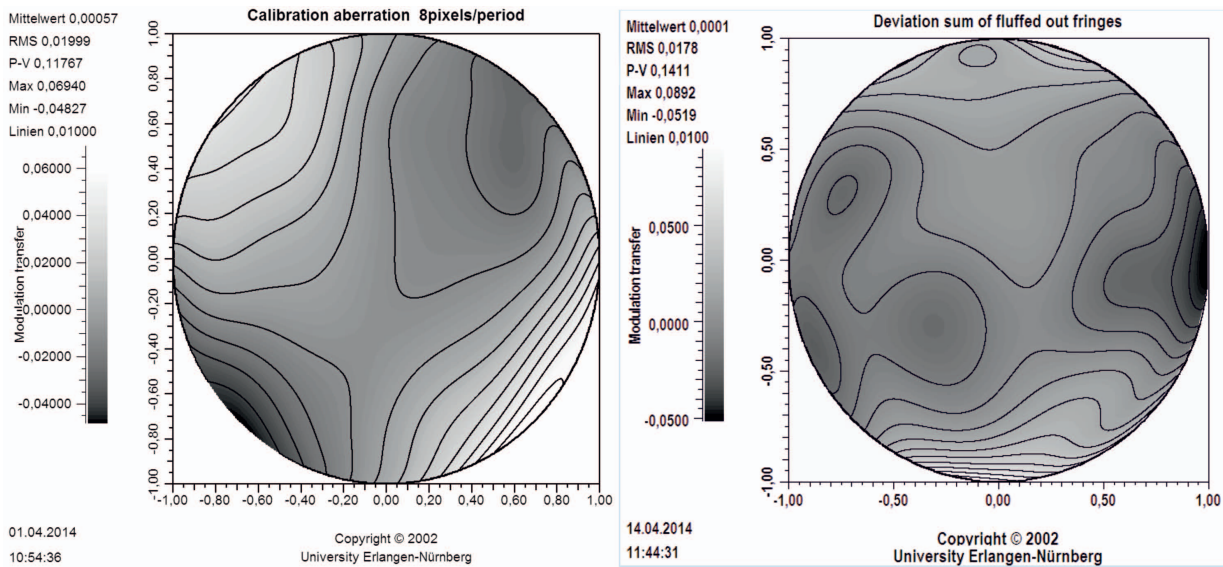 Calibration aberration 8pixels/period
Mittelwert 0,00057
RMS 0,01999
P-V 0,11767
Max 0,06940
Min -0,04827
Linien 0,01000
0,06000
0,04000
0,02000
0,00000
-0,02000
-0,04000
Modulation transfer
1,00
0,80
0,60
0,40
0,20
0,00
-0,20
-0,40
-0,60
-0,80
-1,00
-1,00 -0,80 -0,60 -0,40 -0,20 0,00 0,20 0,40 0,60 0,80 1,00
01.04.2014
10:54:36
Copyright © 2002
University Erlangen-Nürnberg
Deviation sum of fluffed out fringes
Mittelwert 0,0001
RMS 0,0178
P-V 0,1411
Max 0,0892
Min -0,0519
Linien 0,0100
0,0500
0,0000
-0,0500
Modulation transfer
1,00
0,50
0,00
-0,50
-1,00
-1,00 -0,50 0,00 0,50 1,00
14.04.2014
11:44:31
Copyright © 2002
University Erlangen-Nürnberg